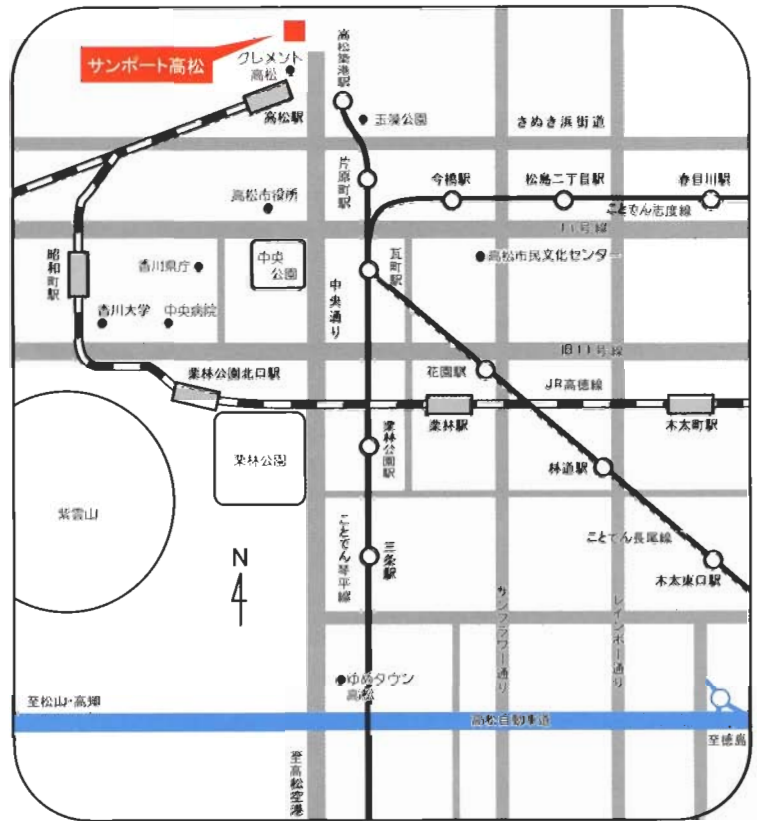 サンポート高松
クレメント
高松
高松築港駅
高松駅
玉藻公園
きぬき浜街道
片原町駅
今橋駅
松島二丁目駅
春日川駅
ことでん志度線
高松市役所
11号線
昭和町駅
香川県庁
中央
公園
中央通り
瓦町駅
高松市民文化センター
香川大学
中央病院
旧11号線
栗林公園北口駅
花園駅
JR高徳線
栗林駅
木太町駅
栗林公園
栗林公園駅
林道駅
紫雲山
N
ことでん琴平線
三条駅
ことでん長尾線
木太東口駅
サンフラワー通り
レインボー通り
ゆめタウン
高松
至松山・高知
高松自動車道
至徳島
至高松空港